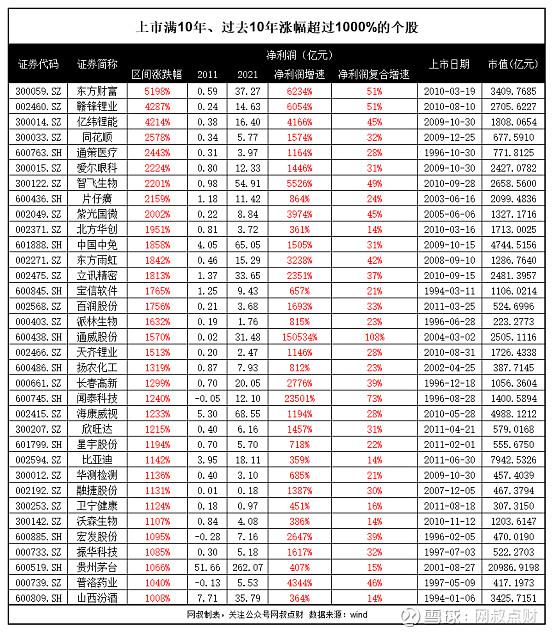 上市满10年、过去10年涨幅超过1000%的个股
证券代码 证券简称 净利润（亿元） 上市日期 市值(亿元)
区间涨跌幅 2011 2021 净利润增速 净利润复合增速
300059.SZ 东方财富 5198% 0.59 37.27 6234% 51% 2010-03-19 3409.7685
002460.SZ 赣锋锂业 4287% 0.24 14.63 6054% 51% 2010-08-10 2705.6227
300014.SZ 亿纬锂能 4214% 0.38 16.40 4166% 45% 2009-10-30 1808.0654
300033.SZ 同花顺 2578% 0.34 5.77 1574% 32% 2009-12-25 677.5910
600763.SH 通策医疗 2443% 0.31 3.97 1164% 28% 1996-10-30 771.8125
300015.SZ 爱尔眼科 2224% 0.80 12.33 1446% 31% 2009-10-30 2427.0782
300122.SZ 智飞生物 2201% 0.98 54.91 5526% 49% 2010-09-28 2658.5600
600436.SH 片仔癀 2159% 1.18 11.42 864% 24% 2003-06-16 2099.4836
002049.SZ 紫光国微 2002% 0.22 8.84 3974% 45% 2005-06-06 1327.1716
002371.SZ 北方华创 1951% 0.81 3.72 361% 14% 2010-03-16 1713.0025
601888.SH 中国中免 1858% 4.05 65.05 1505% 31% 2009-10-15 4744.5156
002271.SZ 东方雨虹 1842% 0.46 15.29 3238% 42% 2008-09-10 1286.7640
002475.SZ 立讯精密 1813% 1.37 33.65 2351% 37% 2010-09-15 2481.3957
600845.SH 宝信软件 1765% 1.25 9.43 657% 21% 1994-03-11 1106.0214
002568.SZ 百润股份 1756% 0.21 3.68 1693% 33% 2011-03-25 524.6996
000403.SZ 派林生物 1632% 0.19 1.76 815% 23% 1996-06-28 223.2773
600438.SH 通威股份 1570% 0.02 31.48 150534% 108% 2004-03-02 2505.1116
002466.SZ 天齐锂业 1513% 0.20 2.47 1146% 28% 2010-08-31 1726.4338
600486.SH 扬农化工 1319% 0.87 7.93 812% 23% 2002-04-25 387.7145
000661.SZ 长春高新 1299% 0.70 20.05 2776% 39% 1996-12-18 1056.3604
600745.SH 闻泰科技 1240% -0.05 12.10 23501% 73% 1996-08-28 1400.5894
002415.SZ 海康威视 1233% 5.30 68.55 1194% 28% 2010-05-28 4988.1212
300207.SZ 欣旺达 1215% 0.40 6.16 1457% 31% 2011-04-21 579.0168
601799.SH 星宇股份 1194% 0.70 5.70 718% 22% 2011-02-01 555.6750
002594.SZ 比亚迪 1142% 3.95 18.11 359% 14% 2011-06-30 7942.5326
300012.SZ 华测检测 1136% 0.40 3.10 685% 21% 2009-10-30 457.4039
002192.SZ 融捷股份 1131% 0.01 0.18 1387% 30% 2007-12-05 467.3794
300253.SZ 卫宁健康 1124% 0.18 0.97 451% 16% 2011-08-18 307.3150
300142.SZ 沃森生物 1107% 0.84 4.08 386% 14% 2010-11-12 1203.6147
600885.SH 宏发股份 1095% -0.28 7.16 2647% 39% 1996-02-05 470.0190
000733.SZ 振华科技 1085% 0.30 5.18 1617% 32% 1997-07-03 522.2703
600519.SH 贵州茅台 1066% 51.66 262.07 407% 15% 2001-08-27 20986.9198
000739.SZ 普洛药业 1040% -0.13 5.53 4344% 46% 1997-05-09 417.1973
600809.SH 山西汾酒 1008% 7.71 35.79 364% 14% 1994-01-06 3425.7151
网叔制表，关注公众号网叔点财 数据来源：wind
雪球：网叔点财